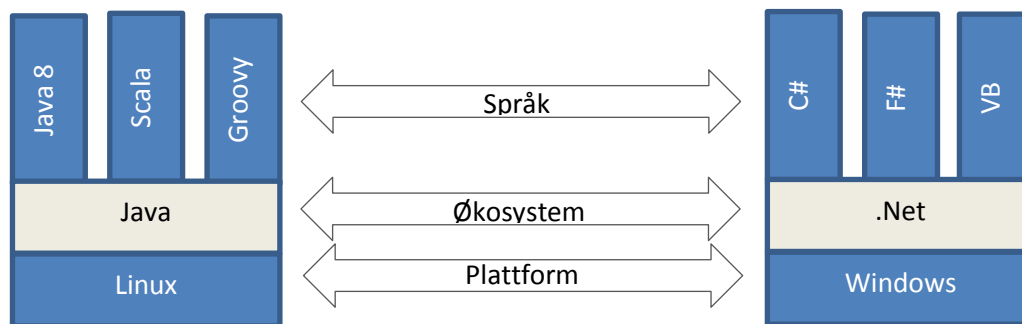 Java 8
Scala
Groovy
Språk
C#
F#
VB
Java
Økosystem
.Net
Linux
Plattform
Windows